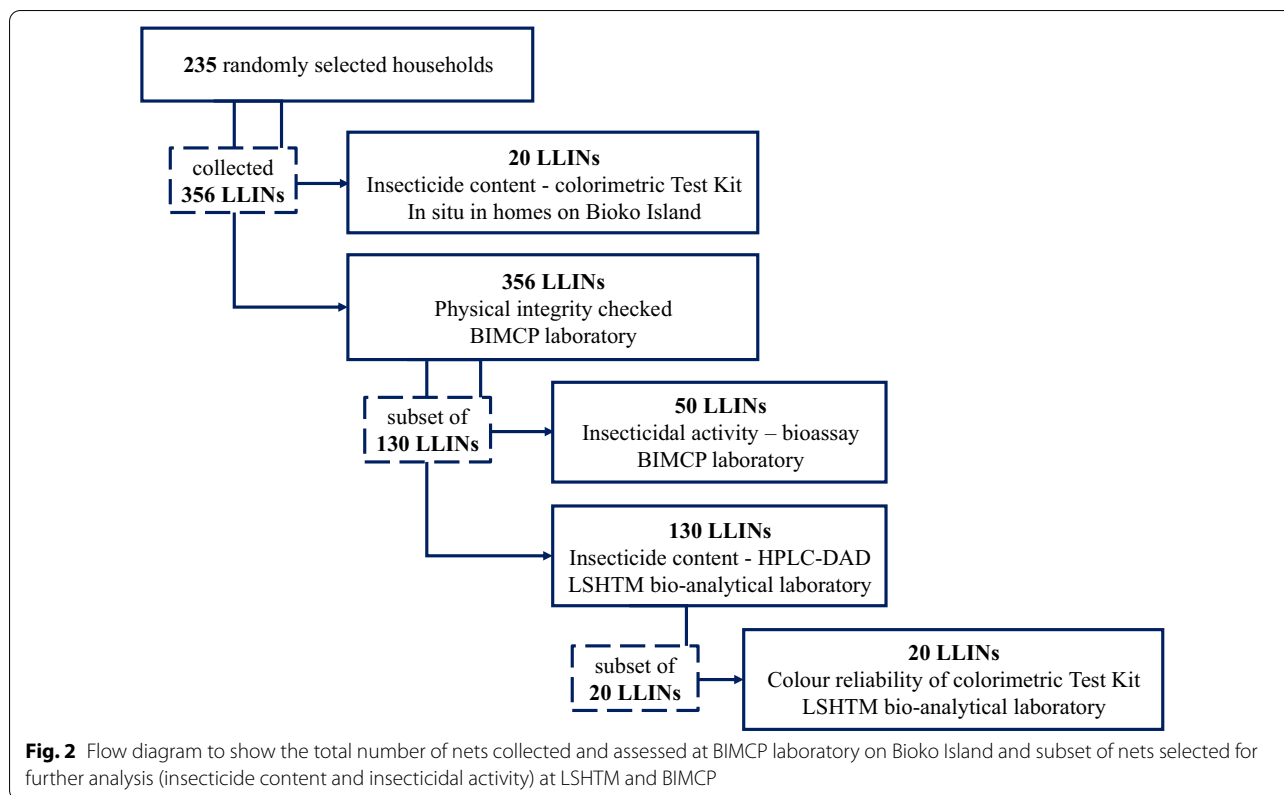 235 randomly selected households
collected
356 LLINs
20 LLINs
Insecticide content - colorimetric Test Kit
In situ in homes on Bioko Island
356 LLINs
Physical integrity checked
BIMCP laboratory
subset of
130 LLINs
50 LLINs
Insecticidal activity – bioassay
BIMCP laboratory
130 LLINs
Insecticide content - HPLC-DAD
LSHTM bio-analytical laboratory
subset of
20 LLINs
20 LLINs
Colour reliability of colorimetric Test Kit
LSHTM bio-analytical laboratory
Fig. 2 Flow diagram to show the total number of nets collected and assessed at BIMCP laboratory on Bioko Island and subset of nets selected for
further analysis (insecticide content and insecticidal activity) at LSHTM and BIMCP